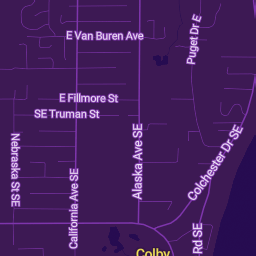 E Van Buren Ave
Puget Dr E
E Fillmore St
SE Truman St
Nebraska St SE
California Ave SE
Alaska Ave SE
Colchester Dr SE
Rd SE
Colby